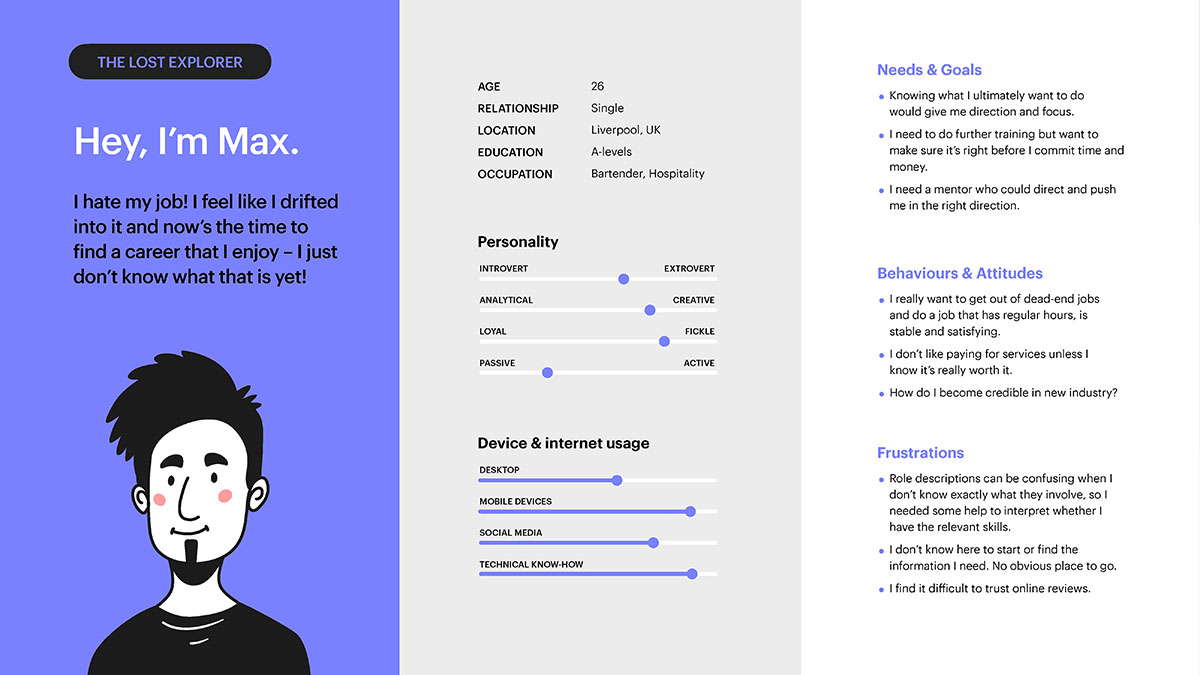 THE LOST EXPLORER
Hey, I’m Max.
I hate my job! I feel like I drifted
into it and now’s the time to
find a career that I enjoy – I just
don’t know what that is yet!
AGE 26
RELATIONSHIP Single
LOCATION Liverpool, UK
EDUCATION A-levels
OCCUPATION Bartender, Hospitality
Personality
INTROVERT EXTROVERT
ANALYTICAL CREATIVE
LOYAL FICKLE
PASSIVE ACTIVE
Device & internet usage
DESKTOP
MOBILE DEVICES
SOCIAL MEDIA
TECHNICAL KNOW-HOW
Needs & Goals
• Knowing what I ultimately want to do
would give me direction and focus.
• I need to do further training but want to
make sure it’s right before I commit time and
money.
• I need a mentor who could direct and push
me in the right direction.
Behaviours & Attitudes
• I really want to get out of dead-end jobs
and do a job that has regular hours, is
stable and satisfying.
• I don’t like paying for services unless I
know it’s really worth it.
• How do I become credible in new industry?
Frustrations
• Role descriptions can be confusing when I
don’t know exactly what they involve, so I
needed some help to interpret whether I
have the relevant skills.
• I don’t know here to start or find the
information I need. No obvious place to go.
• I find it difficult to trust online reviews.